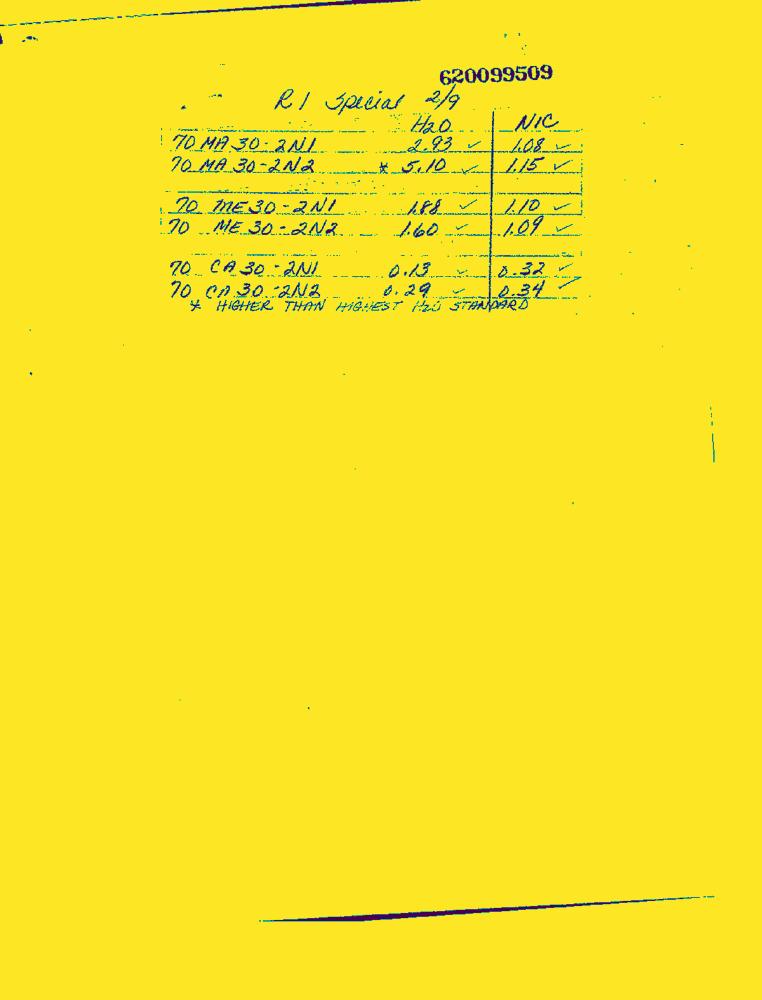 620099509
R1 Special 2/9
H2O NIC
70 MA 30-2N1 2.93 ✓ 1.08 ✓
70 MA 30-2N2 * 5.10 ✓ 1.15 ✓
70 ME 30-2N1 1.88 ✓ 1.10 ✓
70 ME 30-2N2 1.60 ✓ 1.09 ✓
70 CA 30-2N1 0.13 ✓ 0.32 ✓
70 CA 30-2N2 0.29 ✓ 0.34 ✓
* HIGHER THAN HIGHEST H2O STANDARD